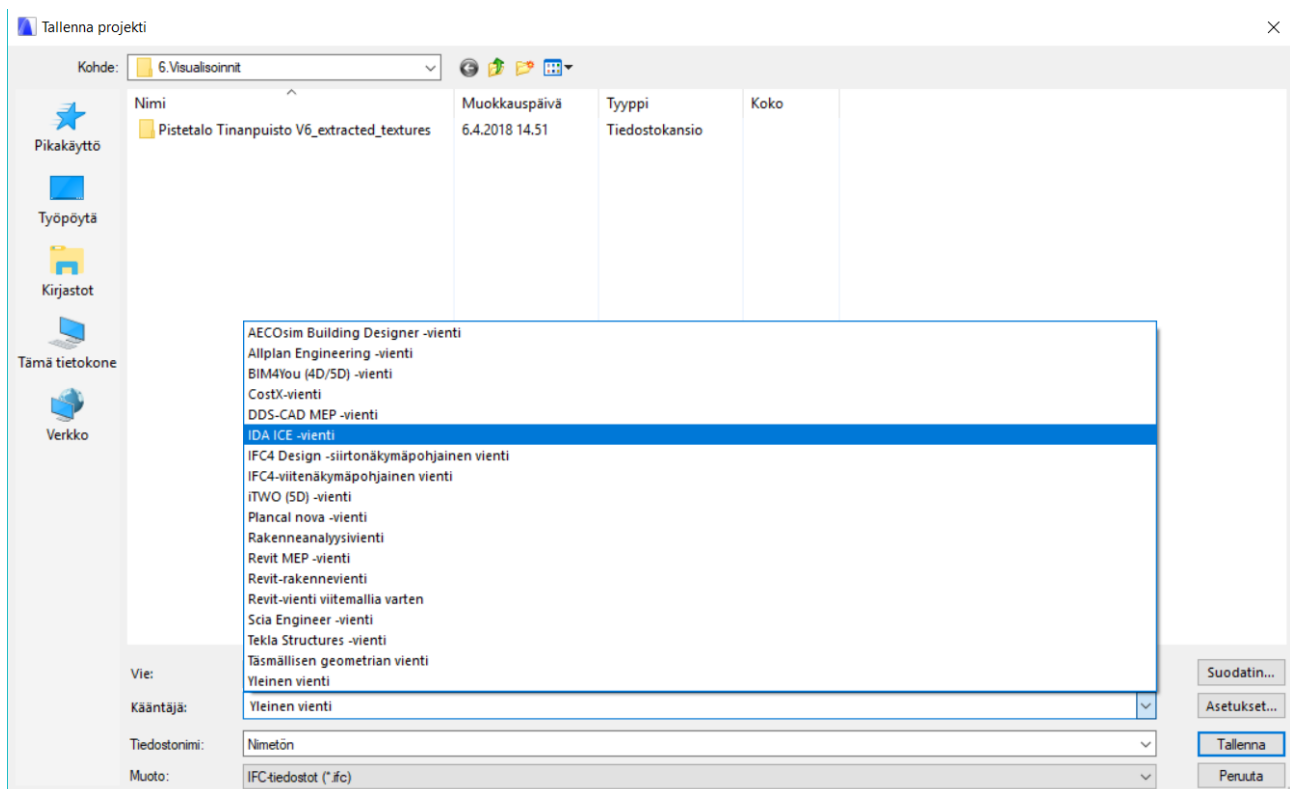 Tallenna projekti
Kohde: 6.Visualisoinnit
Nimi Muokkauspäivä Tyyppi Koko
Pistetalo Tinanpuisto V6_extracted_textures 6.4.2018 14.51 Tiedostokansio
Pikakäyttö
Työpöytä
Kirjastot
Tämä tietokone
Verkko
AECOsim Building Designer -vienti
Allplan Engineering -vienti
BIM4You (4D/5D) -vienti
CostX-vienti
DDS-CAD MEP -vienti
IDA ICE -vienti
IFC4 Design -siirtonäkymäpohjainen vienti
IFC4-viitenäkymäpohjainen vienti
iTWO (5D) -vienti
Plancal nova -vienti
Rakenneanalyysivienti
Revit MEP -vienti
Revit-rakennevienti
Revit-vienti viitemallia varten
Scia Engineer -vienti
Tekla Structures -vienti
Täsmällisen geometrian vienti
Yleinen vienti
Vie: Suodatin...
Kääntäjä: Yleinen vienti Asetukset...
Tiedostonimi: Nimetön Tallenna
Muoto: IFC-tiedostot (*.ifc) Peruuta